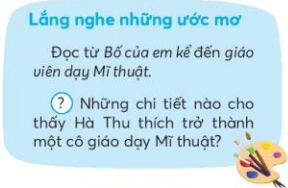 Lắng nghe những ước mơ
Đọc từ Bố của em kể đến giáo
viên dạy Mĩ thuật.
? Những chi tiết nào cho
thấy Hà Thu thích trở thành
một cô giáo dạy Mĩ thuật?